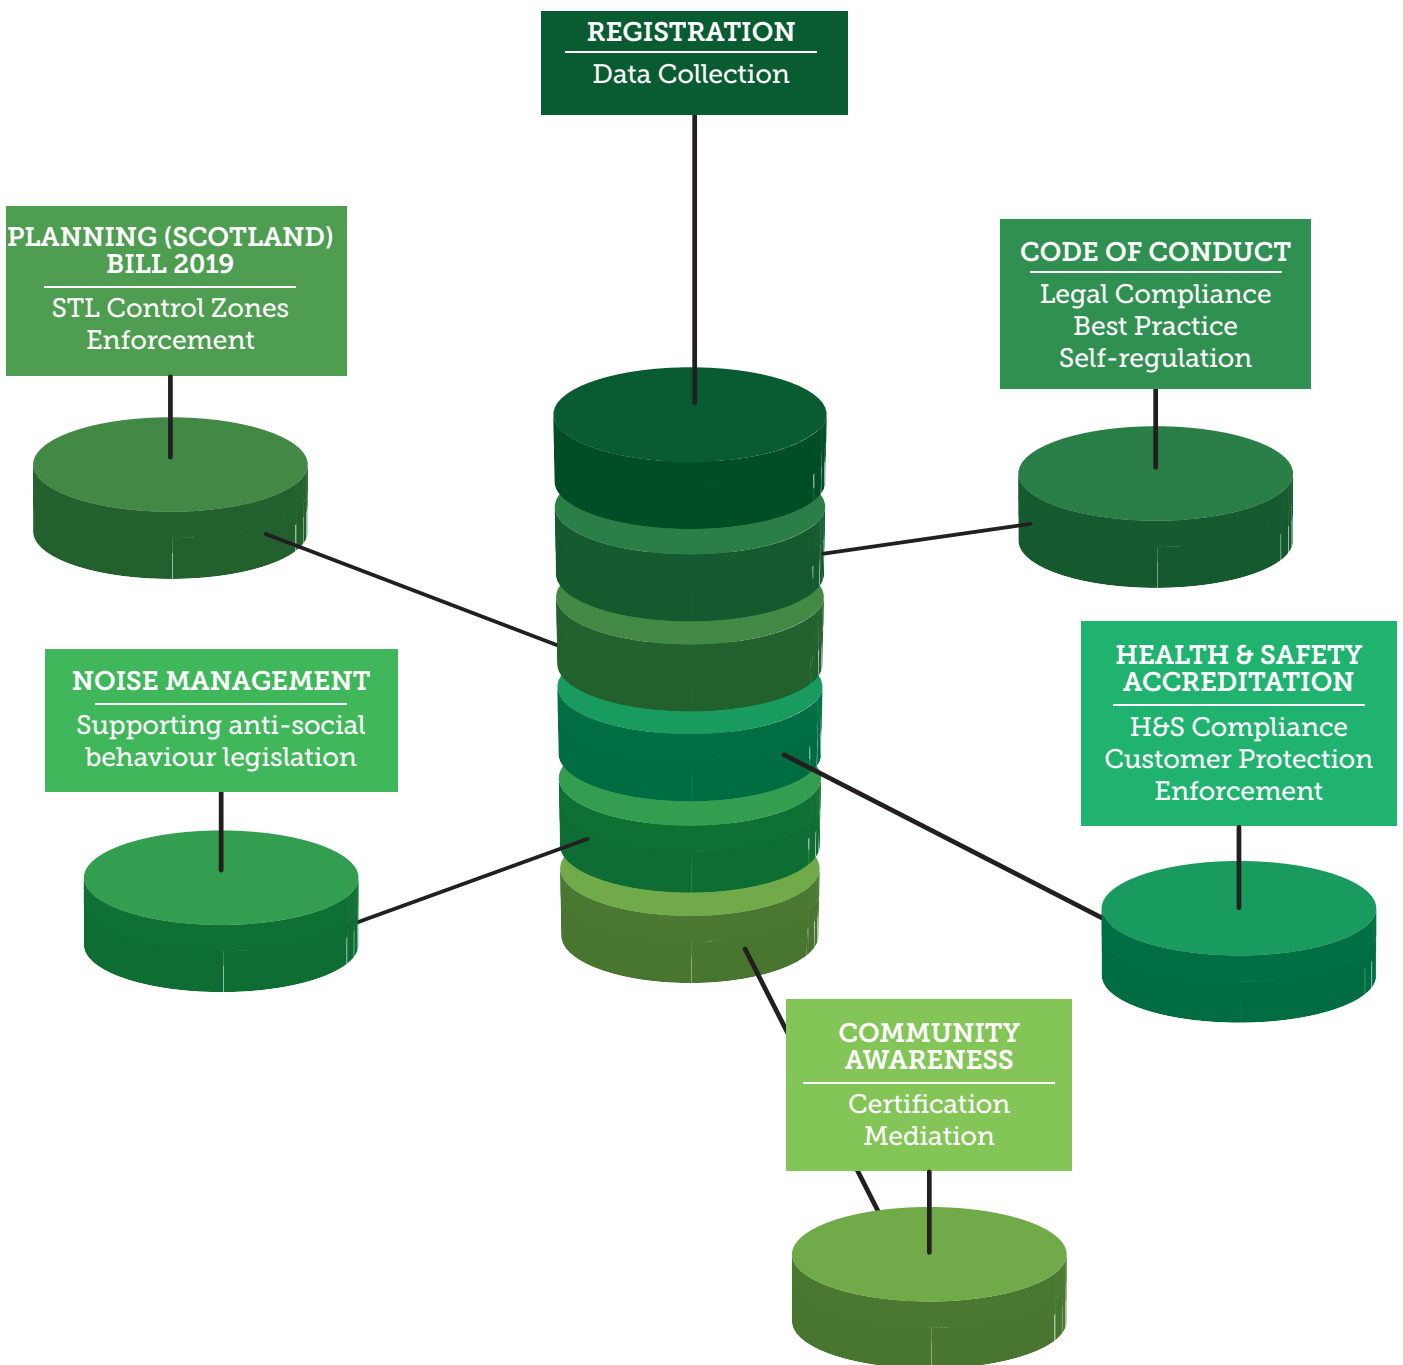 REGISTRATION
Data Collection
PLANNING (SCOTLAND)
BILL 2019
STL Control Zones
Enforcement
CODE OF CONDUCT
Legal Compliance
Best Practice
Self-regulation
NOISE MANAGEMENT
Supporting anti-social
behaviour legislation
HEALTH & SAFETY
ACCREDITATION
H&S Compliance
Customer Protection
Enforcement
COMMUNITY
AWARENESS
Certification
Mediation